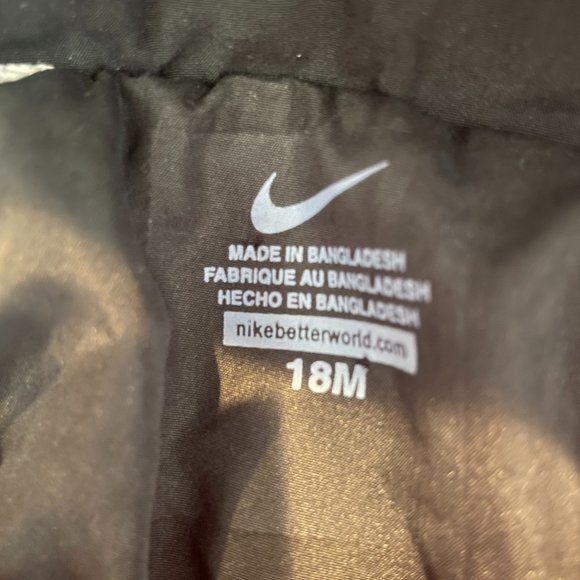 MADE IN BANGLADESH
FABRIQUE AU BANGLADESH
HECHO EN BANGLADESH
nikebetterworld.com
18M